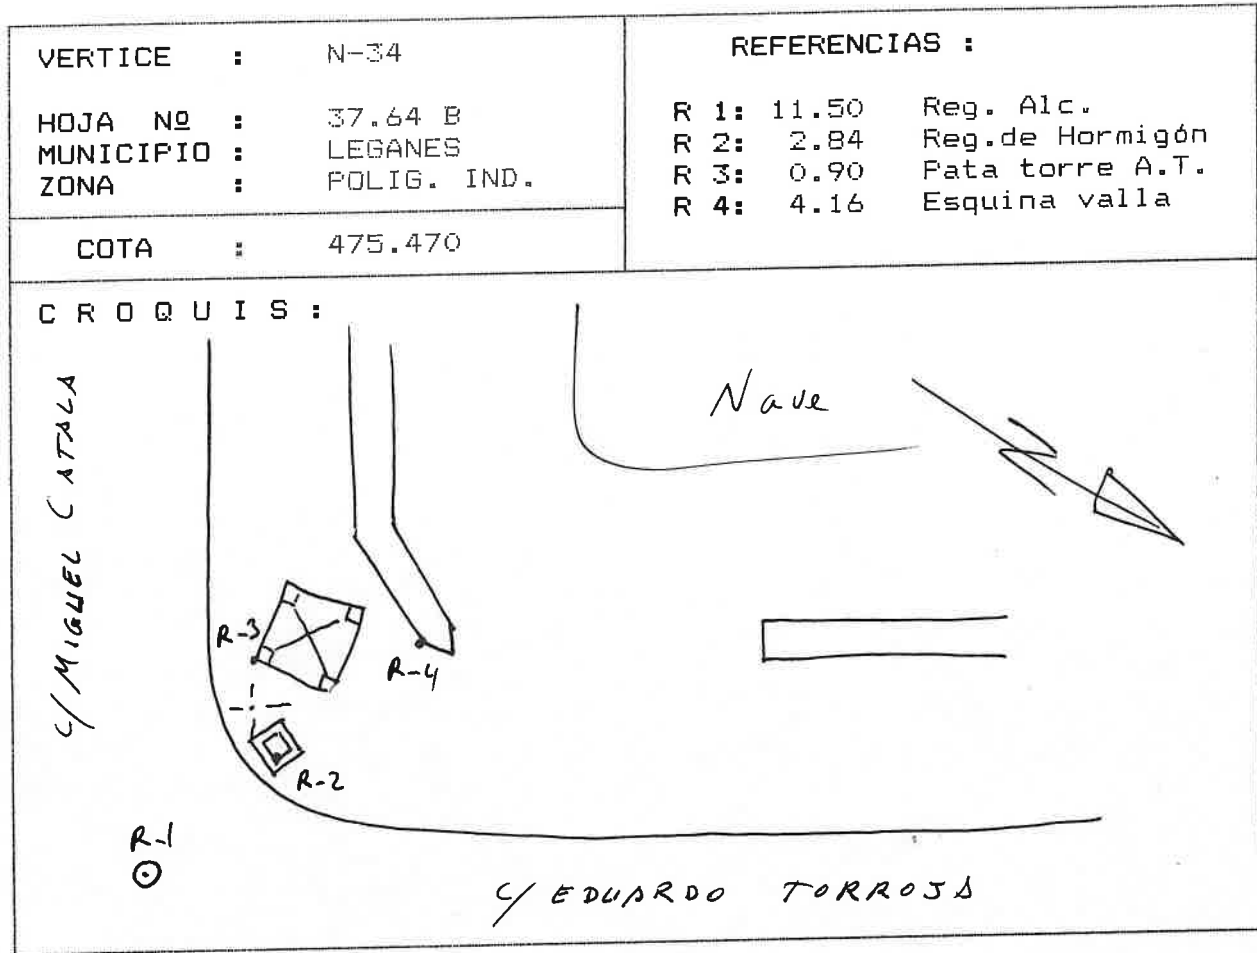 VERTICE : N-34
HOJA Nº : 37.64 B
MUNICIPIO : LEGANES
ZONA : POLIG. IND.
COTA : 475.470
REFERENCIAS :
R 1: 11.50 Reg. Alc.
R 2: 2.84 Reg.de Hormigón
R 3: 0.90 Pata torre A.T.
R 4: 4.16 Esquina valla
CROQUIS:
Nave
N
C/ MIGUEL CATALA
R-3
R-4
R-2
R-1
C/ EDUARDO TORROJA